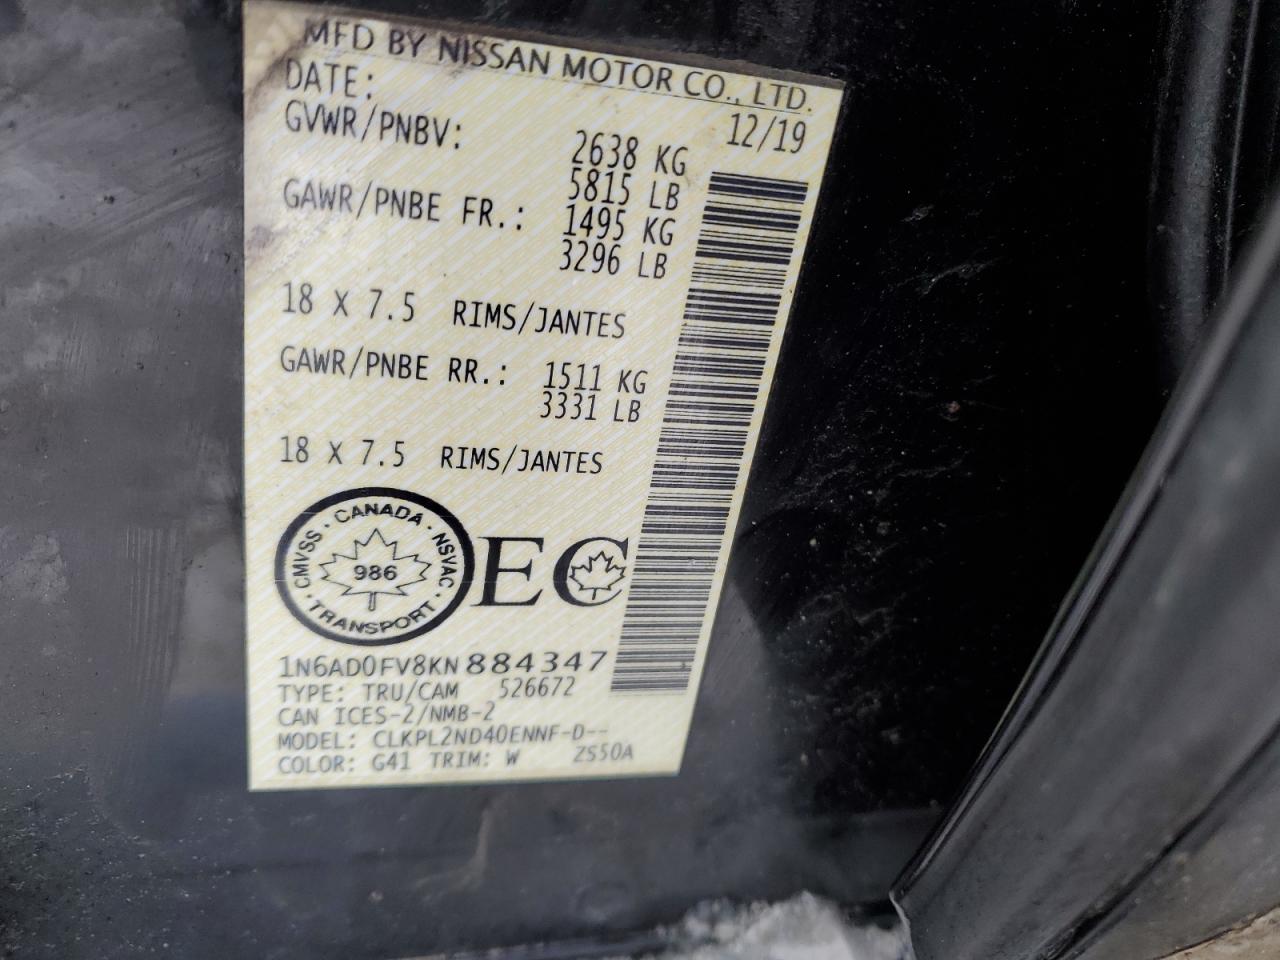 MFD BY NISSAN MOTOR CO., LTD.
DATE: 12/19
GVWR/PNBV: 2638 KG
5815 LB
GAWR/PNBE FR.: 1495 KG
3296 LB
18 X 7.5 RIMS/JANTES
GAWR/PNBE RR.: 1511 KG
3331 LB
18 X 7.5 RIMS/JANTES
CANADA · NSVAC · TRANSPORT · CMVSS ·
986
EC
1N6AD0FV8KN884347
TYPE: TRU/CAM 526672
CAN ICES-2/NMB-2
MODEL: CLKPL2ND40ENNF-D--
COLOR: G41 TRIM: W ZS50A